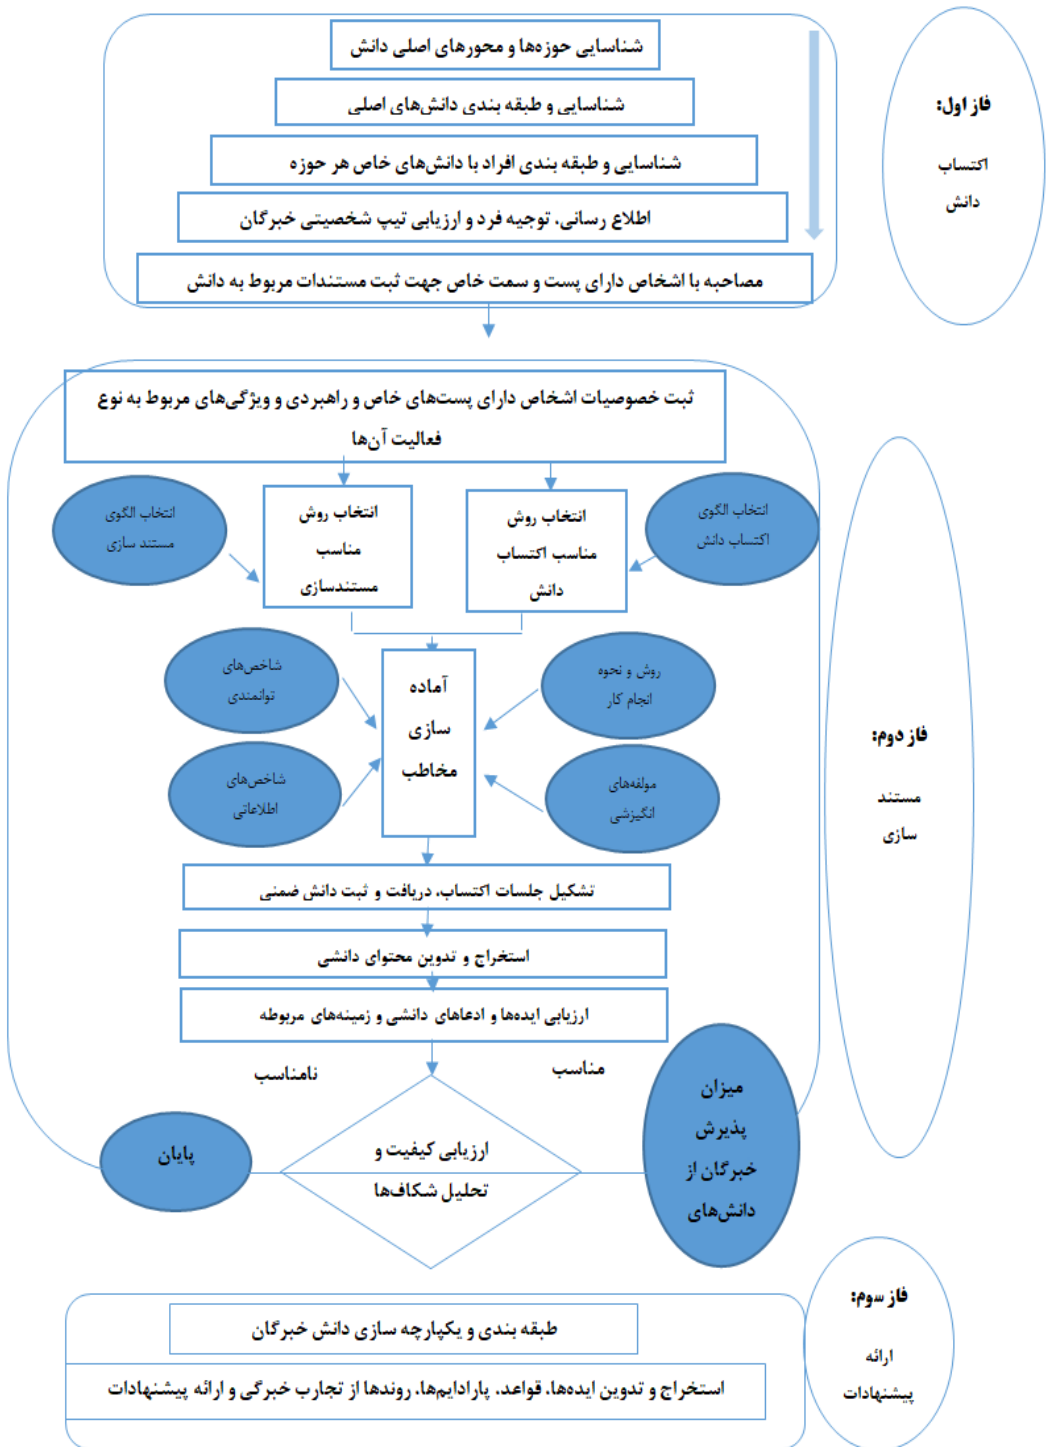 شناسایی حوزه‌ها و محورهای اصلی دانش
شناسایی و طبقه بندی دانش‌های اصلی
شناسایی و طبقه بندی افراد با دانش‌های خاص هر حوزه
اطلاع رسانی، توجیه فرد و ارزیابی تیپ شخصیتی خبرگان
مصاحبه با اشخاص دارای پست و سمت خاص جهت ثبت مستندات مربوط به دانش
فاز اول:
اکتساب
دانش
ثبت خصوصیات اشخاص دارای پست‌های خاص و راهبردی و ویژگی‌های مربوط به نوع
فعالیت آن‌ها
انتخاب الگوی
اکتساب دانش
انتخاب روش
مناسب اکتساب
دانش
انتخاب روش
مناسب
مستندسازی
انتخاب الگوی
مستند سازی
روش و نحوه
انجام کار
مولفه‌های
انگیزشی
آماده
سازی
مخاطب
شاخص‌های
توانمندی
شاخص‌های
اطلاعاتی
تشکیل جلسات اکتساب، دریافت و ثبت دانش ضمنی
استخراج و تدوین محتوای دانشی
ارزیابی ایده‌ها و ادعاهای دانشی و زمینه‌های مربوطه
مناسب
نامناسب
میزان
پذیرش
خبرگان از
دانش‌های
ارزیابی کیفیت و
تحلیل شکاف‌ها
پایان
فاز دوم:
مستند
سازی
فاز سوم:
ارائه
پیشنهادات
طبقه بندی و یکپارچه سازی دانش خبرگان
استخراج و تدوین ایده‌ها، قواعد، پارادایم‌ها، روندها از تجارب خبرگی و ارائه پیشنهادات